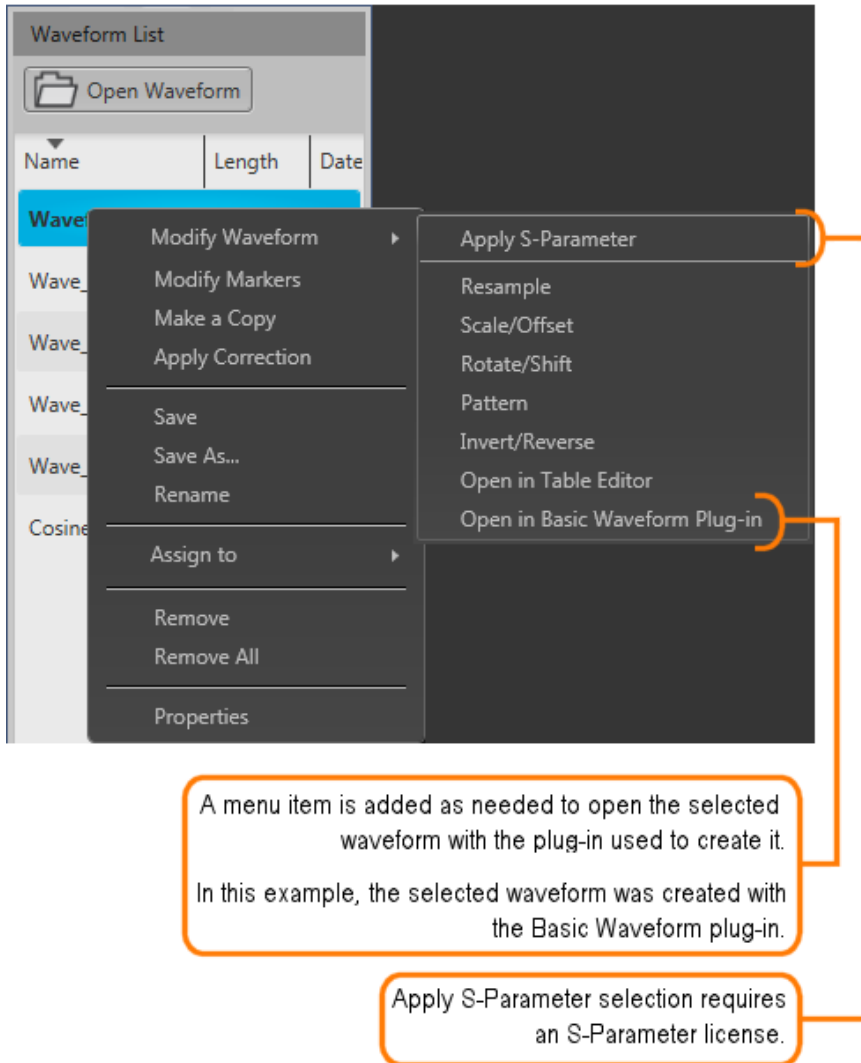 Waveform List
Open Waveform
Name
Length
Date
Modify Waveform
Apply S-Parameter
Wave_
Modify Markers
Resample
Make a Copy
Scale/Offset
Wave_
Apply Correction
Rotate/Shift
Wave_
Pattern
Save
Invert/Reverse
Wave_
Save As...
Open in Table Editor
Rename
Open in Basic Waveform Plug-in
Cosine
Assign to
Remove
Remove All
Properties
A menu item is added as needed to open the selected
waveform with the plug-in used to create it.
In this example, the selected waveform was created with
the Basic Waveform plug-in.
Apply S-Parameter selection requires
an S-Parameter license.